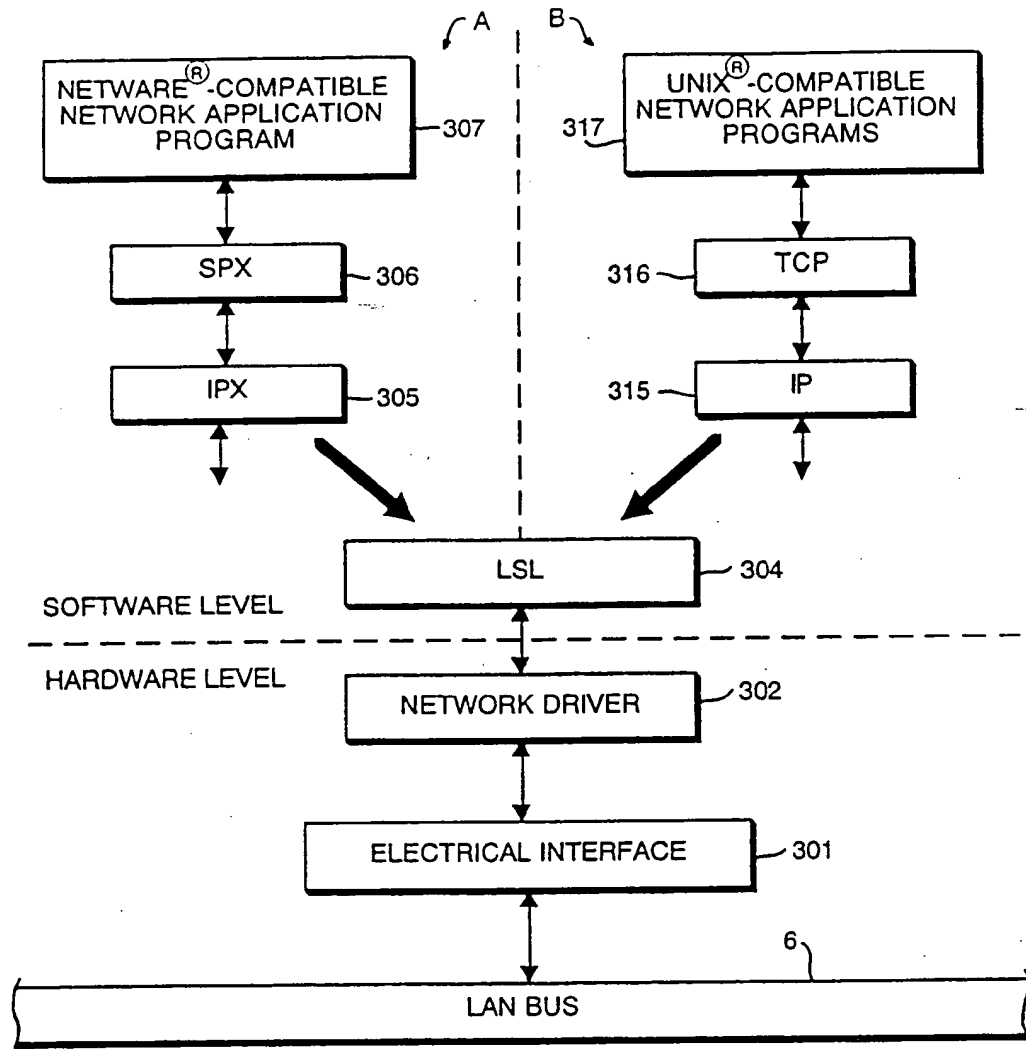 A
B
NETWARE®-COMPATIBLE
NETWORK APPLICATION
PROGRAM
307
UNIX®-COMPATIBLE
NETWORK APPLICATION
PROGRAMS
317
SPX
306
TCP
316
IPX
305
IP
315
LSL
304
SOFTWARE LEVEL
HARDWARE LEVEL
NETWORK DRIVER
302
ELECTRICAL INTERFACE
301
6
LAN BUS